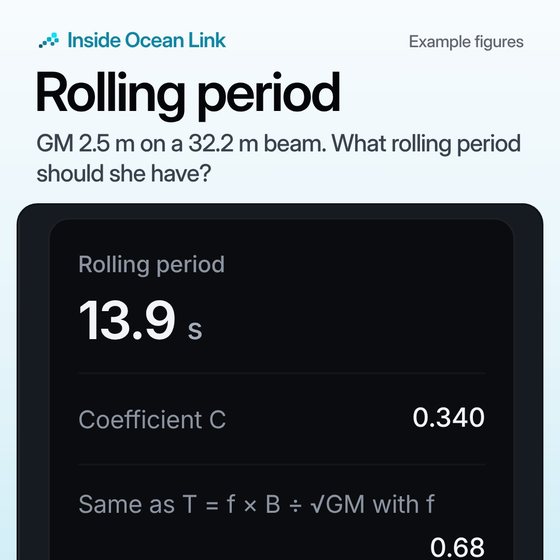 Inside Ocean Link
Example figures
Rolling period
GM 2.5 m on a 32.2 m beam. What rolling period
should she have?
Rolling period
13.9 s
Coefficient C
0.340
Same as T = f × B ÷ √GM with f
0.68